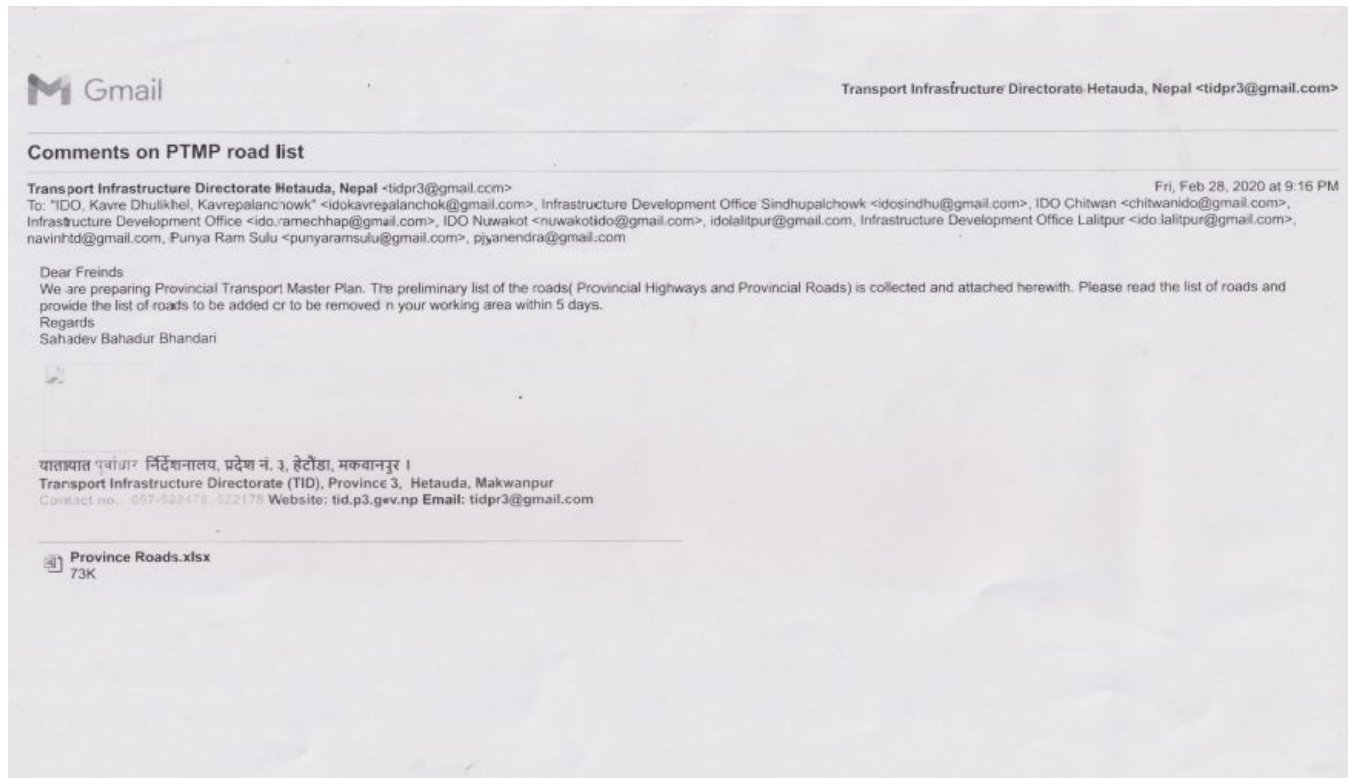 Gmail
Transport Infrastructure Directorate Hetauda, Nepal <tidpr3@gmail.com>
Comments on PTMP road list
Transport Infrastructure Directorate Hetauda, Nepal <tidpr3@gmail.com>
Fri, Feb 28, 2020 at 9:16 PM
To: "IDO, Kavre Dhulikhel, Kavrepalanchowk" <idokavrepalanchok@gmail.com>, Infrastructure Development Office Sindhupalchowk <idosindhu@gmail.com>, IDO Chitwan <chitwanido@gmail.com>,
Infrastructure Development Office <ido.ramechhap@gmail.com>, IDO Nuwakot <nuwakotido@gmail.com>, idolalitpur@gmail.com, Infrastructure Development Office Lalitpur <ido.lalitpur@gmail.com>,
navinhtd@gmail.com, Punya Ram Sulu <punyaramsulu@gmail.com>, pjyanendra@gmail.com
Dear Freinds
We are preparing Provincial Transport Master Plan. The preliminary list of the roads( Provincial Highways and Provincial Roads) is collected and attached herewith. Please read the list of roads and
provide the list of roads to be added or to be removed n your working area within 5 days.
Regards
Sahadev Bahadur Bhandari
यातायात पुर्वाधार निर्देशनालय, प्रदेश नं. ३, हेटौंडा, मकवानपुर ।
Transport Infrastructure Directorate (TID), Province 3, Hetauda, Makwanpur
Contact no.: 057-522178 Website: tid.p3.gov.np Email: tidpr3@gmail.com
Province Roads.xlsx
73K